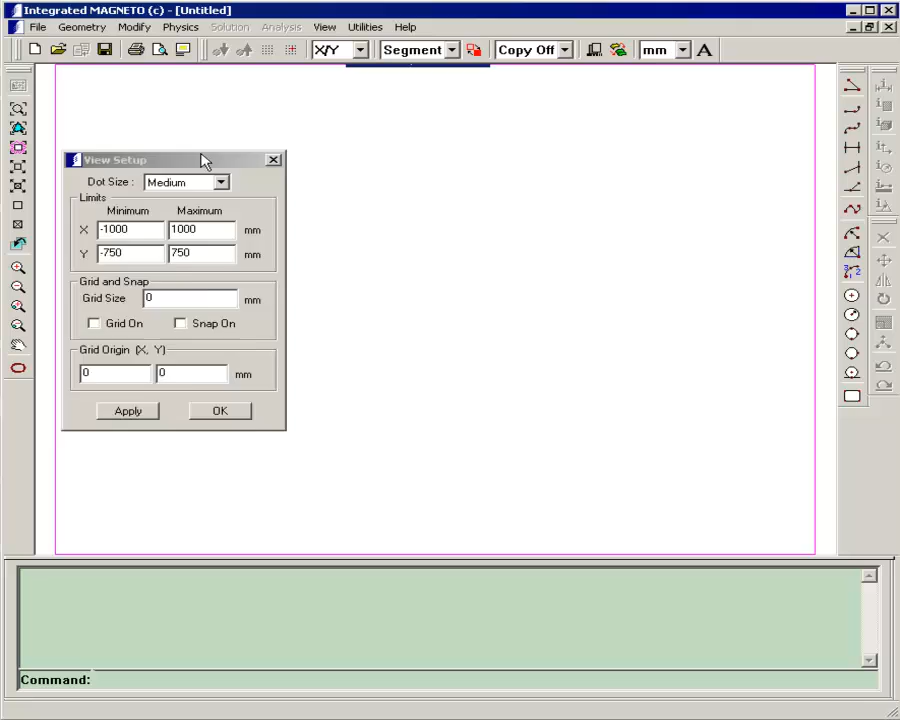 Integrated MAGNETO (c) - [Untitled]
File Geometry Modify Physics Solution Analysis View Utilities Help
X/Y Segment Copy Off mm A
View Setup
Dot Size : Medium
Limits
Minimum Maximum
X -1000 1000 mm
Y -750 750 mm
Grid and Snap
Grid Size 0 mm
Grid On Snap On
Grid Origin (X, Y)
0 0 mm
Apply OK
Command: